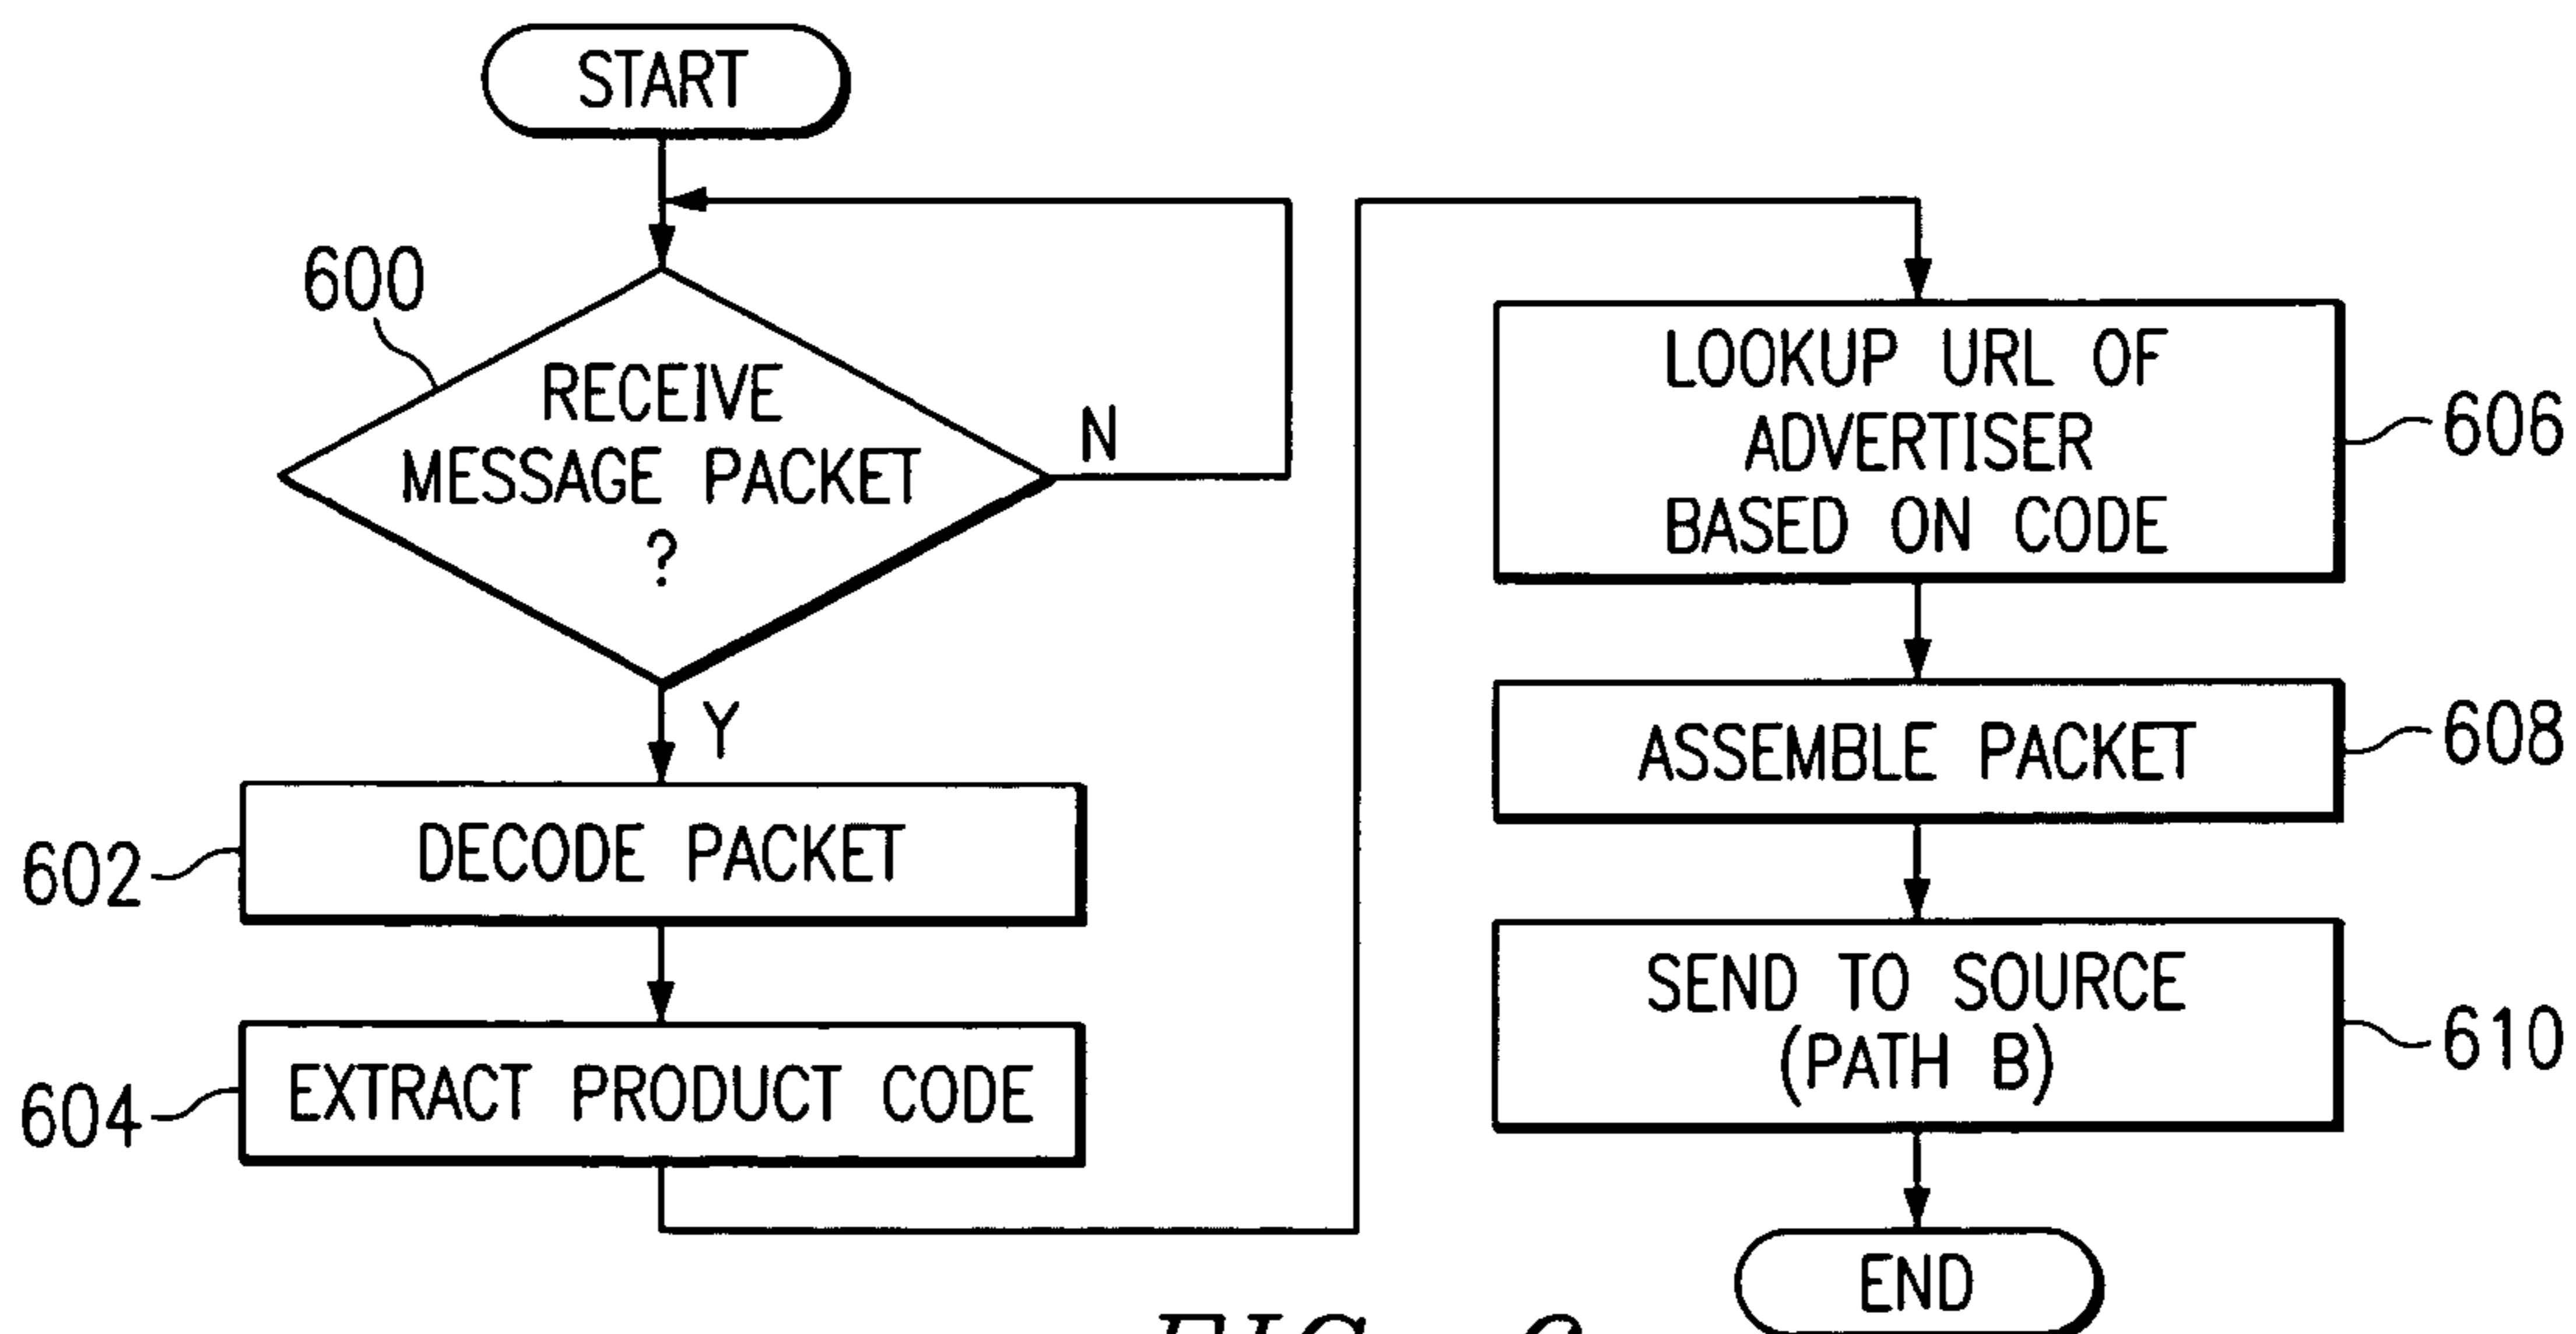 START
600
RECEIVE
MESSAGE PACKET
?
N
Y
602
DECODE PACKET
604
EXTRACT PRODUCT CODE
LOOKUP URL OF
ADVERTISER
BASED ON CODE
606
ASSEMBLE PACKET
608
SEND TO SOURCE
(PATH B)
610
END
FIG.